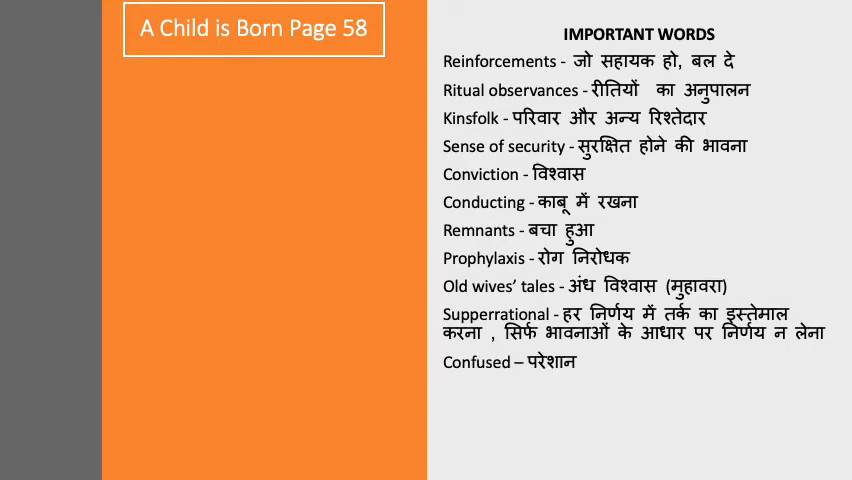 A Child is Born Page 58
IMPORTANT WORDS
Reinforcements - जो सहायक हो, बल दे
Ritual observances - रीतियों का अनुपालन
Kinsfolk - परिवार और अन्य रिश्तेदार
Sense of security - सुरक्षित होने की भावना
Conviction - विश्वास
Conducting - काबू में रखना
Remnants - बचा हुआ
Prophylaxis - रोग निरोधक
Old wives’ tales - अंध विश्वास (मुहावरा)
Supperrational - हर निर्णय में तर्क का इस्तेमाल
करना , सिर्फ भावनाओं के आधार पर निर्णय न लेना
Confused – परेशान